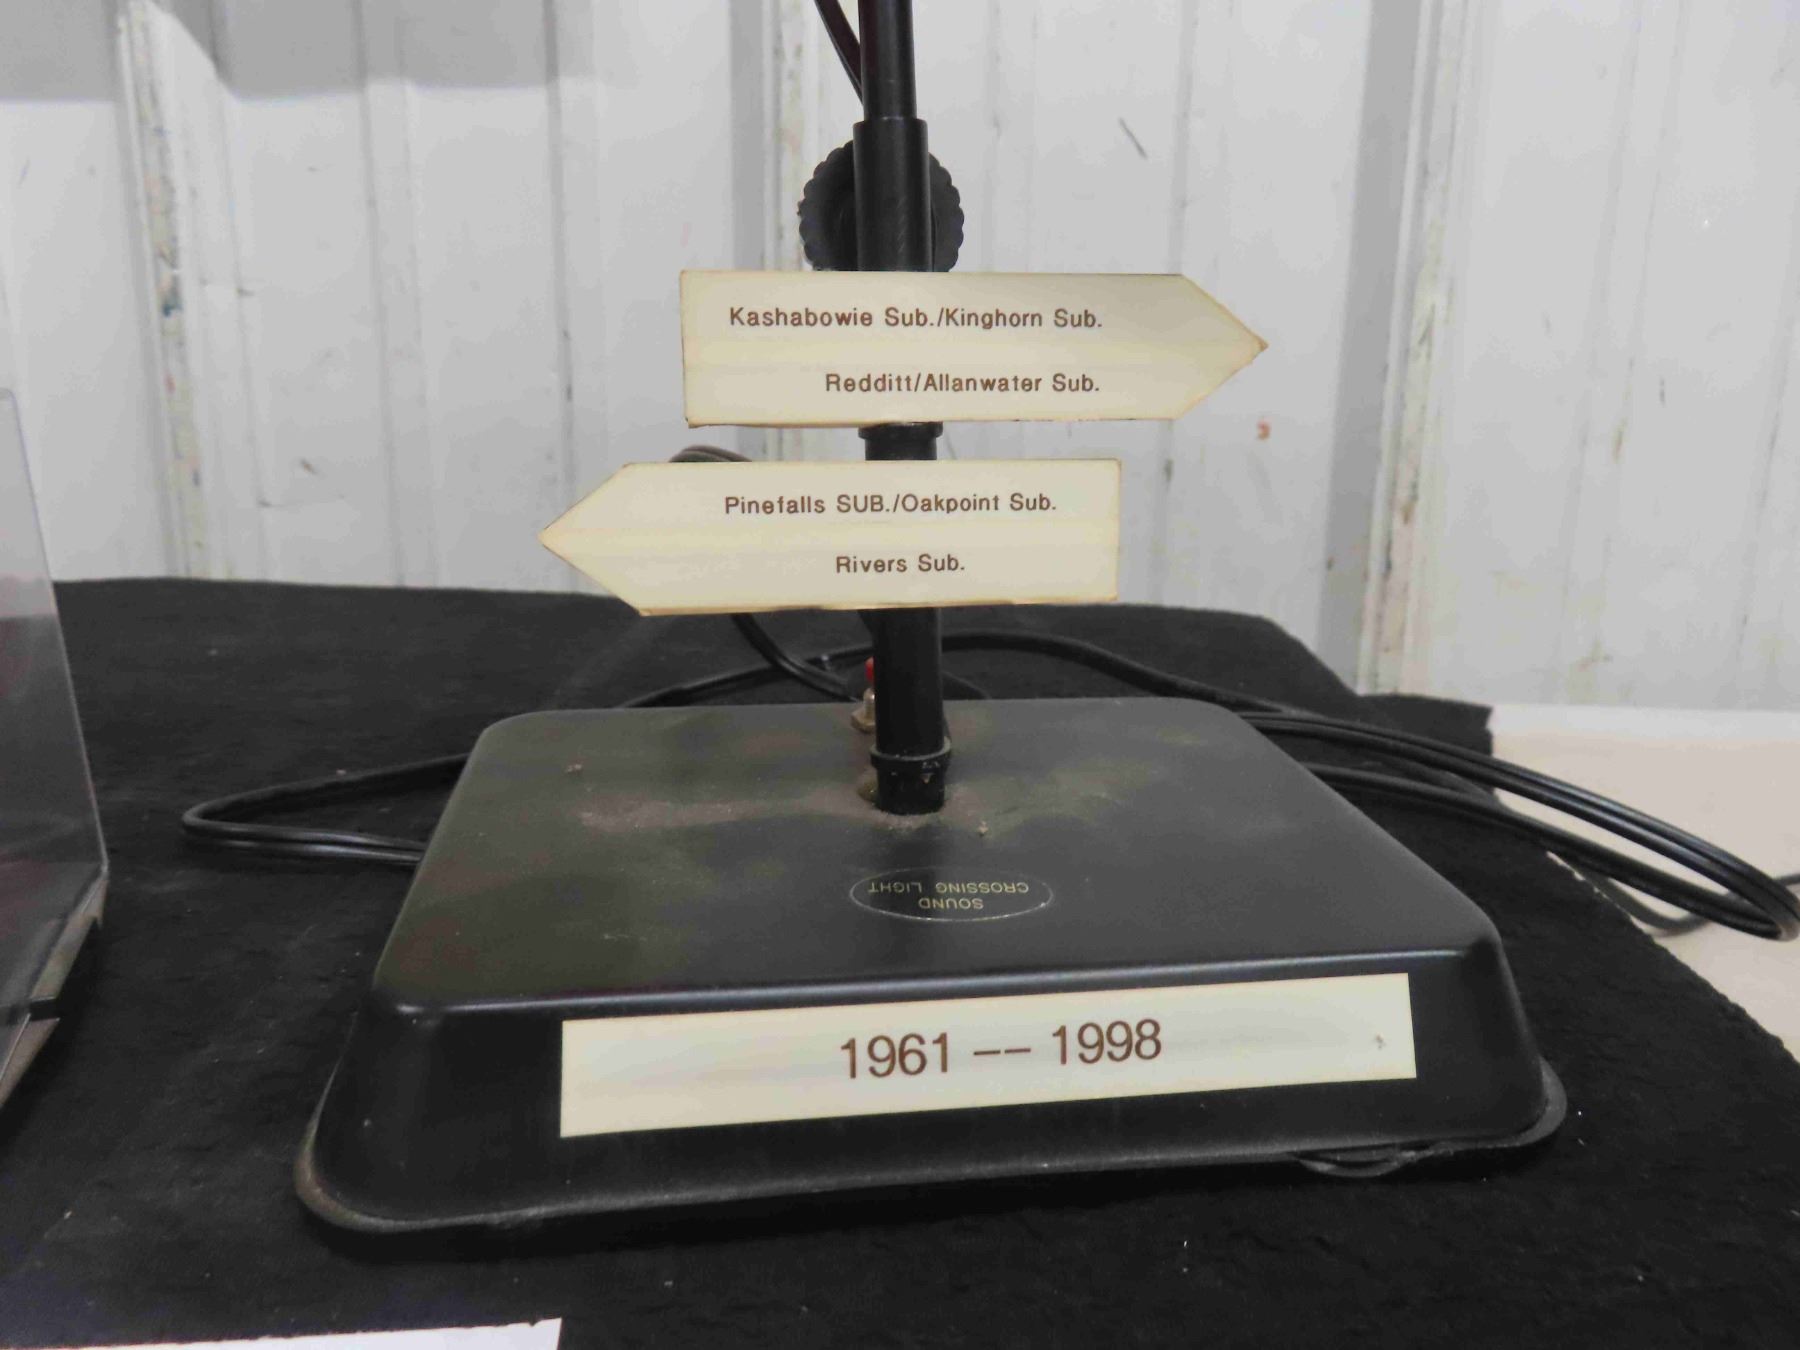 Kashabowie Sub./Kinghorn Sub.
Redditt/Allanwater Sub.
Pinefalls SUB./Oakpoint Sub.
Rivers Sub.
SOUND
CROSSING LIGHT
1961 –– 1998